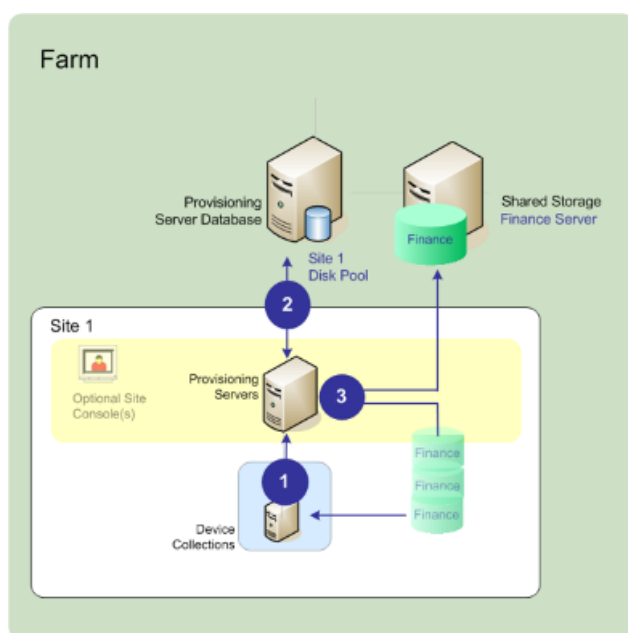 Farm
Provisioning
Server Database
Shared Storage
Finance Server
Finance
Site 1
Disk Pool
2
Site 1
Optional Site
Console(s)
Provisioning
Servers
3
Finance
Finance
Finance
1
Device
Collections